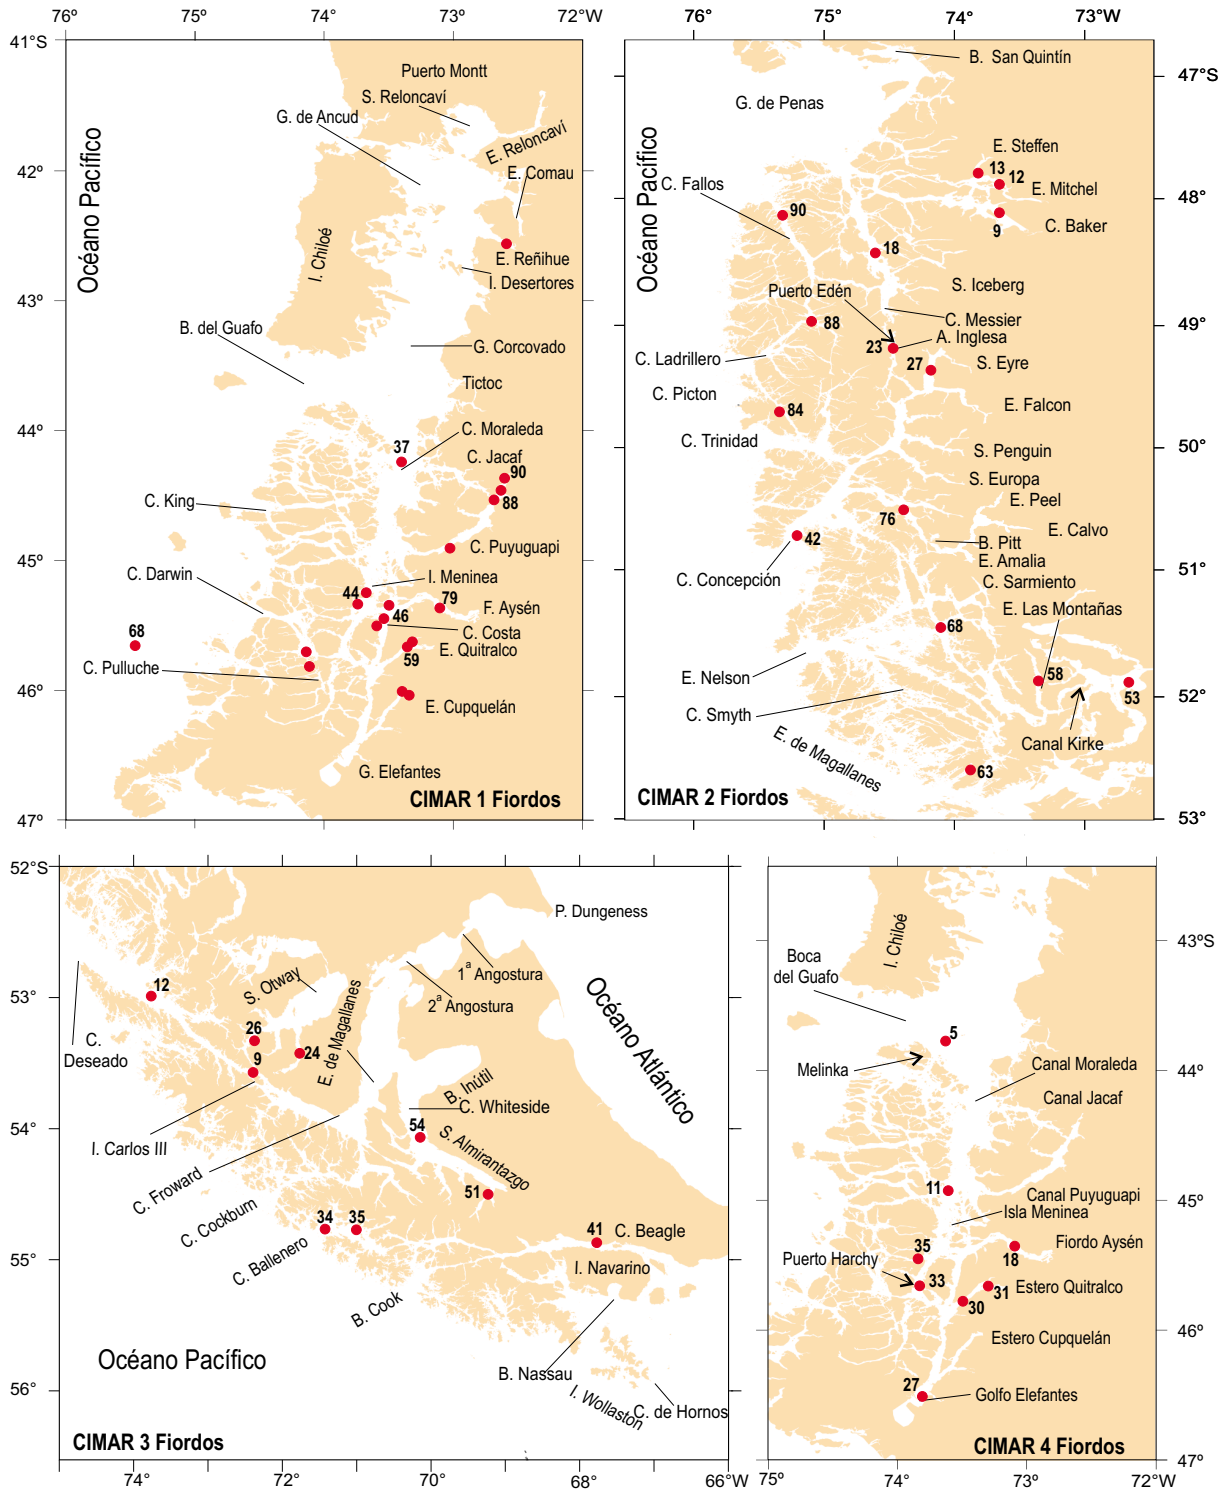 76° 75° 74° 73° 72°W
41°S
42°
43°
44°
45°
46°
47°
Puerto Montt
S. Reloncaví
G. de Ancud
E. Reloncaví
E. Comau
Océano Pacífico
I. Chiloé
E. Reñihue
I. Desertores
B. del Guafo
G. Corcovado
Tictoc
C. Moraleda
37
C. Jacaf
90
88
C. King
C. Puyuguapi
I. Meninea
C. Darwin
44
79
F. Aysén
46
68
C. Costa
59
E. Quitralco
C. Pulluche
E. Cupquelán
G. Elefantes
CIMAR 1 Fiordos
76° 75° 74° 73° 72°W
75° 74° 72°W
47°S
48°
49°
50°
51°
52°
53°
B. San Quintín
G. de Penas
Océano Pacífico
E. Steffen
13
12
C. Fallos
E. Mitchel
90
9
C. Baker
18
S. Iceberg
Puerto Edén
C. Messier
88
A. Inglesa
23
C. Ladrillero
27
S. Eyre
C. Picton
E. Falcon
84
C. Trinidad
S. Penguin
S. Europa
E. Peel
76
E. Calvo
42
B. Pitt
E. Amalia
C. Concepción
C. Sarmiento
E. Las Montañas
68
E. Nelson
58
53
C. Smyth
Canal Kirke
E. de Magallanes
63
CIMAR 2 Fiordos
52°S
53°
54°
55°
56°
P. Dungeness
1ª Angostura
2ª Angostura
Océano Atlántico
S. Otway
12
E. de Magallanes
26
24
9
C. Deseado
B. Inútil
C. Whiteside
54
I. Carlos III
S. Almirantazgo
C. Froward
51
C. Cockburn
34
35
41
C. Beagle
C. Ballenero
I. Navarino
B. Cook
Océano Pacífico
B. Nassau
I. Wollaston
C. de Hornos
CIMAR 3 Fiordos
74° 72° 70° 68° 66°W
43°S
44°
45°
46°
47°
I. Chiloé
Boca
del Guafo
5
Melinka
Canal Moraleda
Canal Jacaf
11
Canal Puyuguapi
Isla Meninea
35
Fiordo Aysén
18
Puerto Harchy
33
31
Estero Quitralco
30
Estero Cupquelán
27
Golfo Elefantes
CIMAR 4 Fiordos
75° 74° 73° 72°W